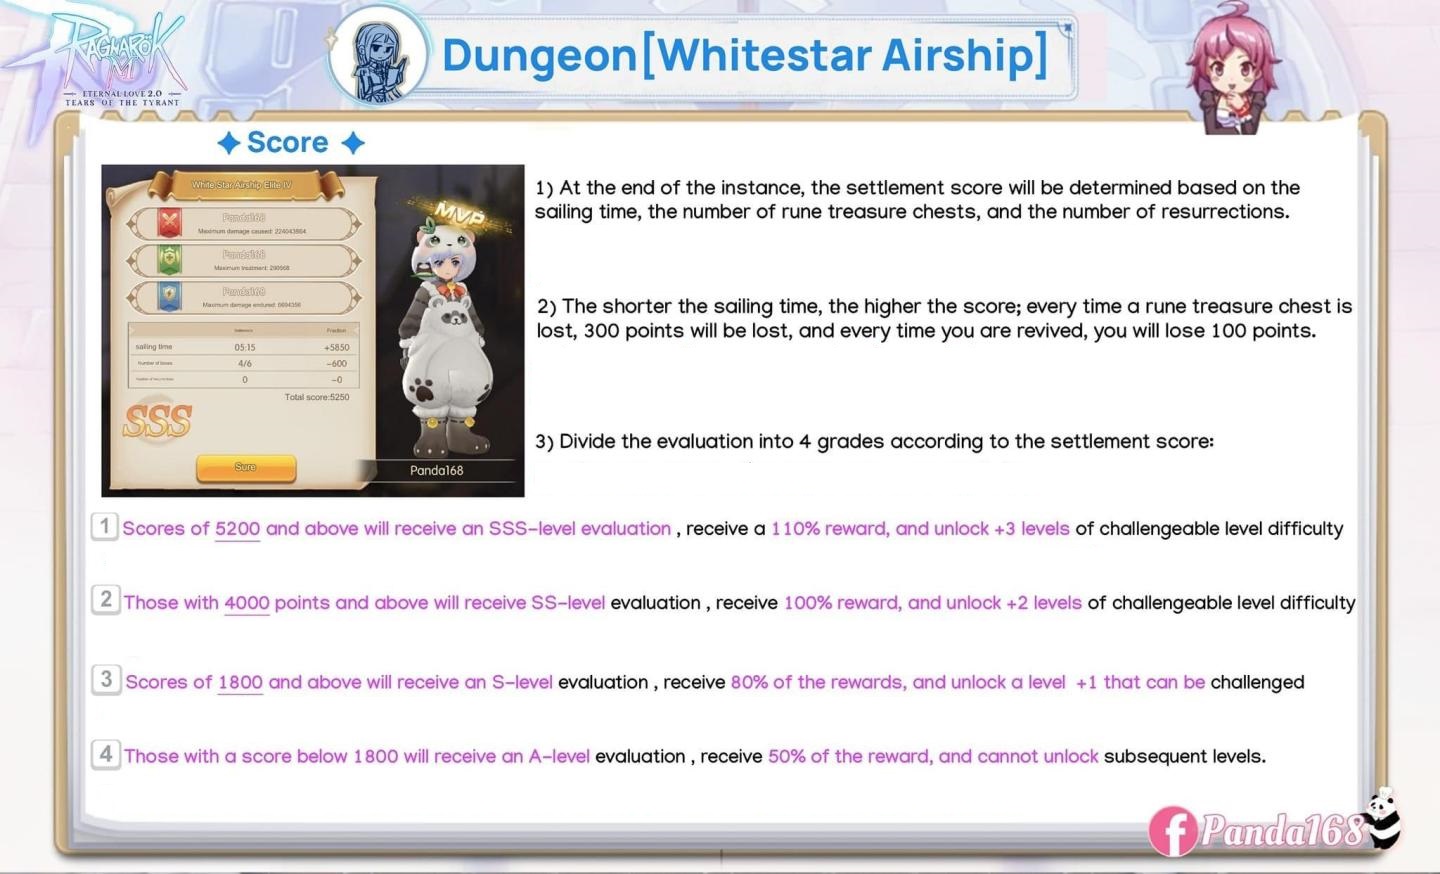 RAGNARÖK
M
ETERNAL LOVE 2.0
TEARS OF THE TYRANT
Dungeon[Whitestar Airship]
Score
White Star Airship Elite IV
Panda168
Maximum damage caused: 224043864
Panda168
Maximum treatment: 290568
Panda168
Maximum damage endured: 6694356
Fraction
sailing time 05:15 +5850
Number of boxes 4/6 -600
0 -0
Total score:5250
SSS
Sure
MVP
Panda168
1) At the end of the instance, the settlement score will be determined based on the
sailing time, the number of rune treasure chests, and the number of resurrections.
2) The shorter the sailing time, the higher the score; every time a rune treasure chest is
lost, 300 points will be lost, and every time you are revived, you will lose 100 points.
3) Divide the evaluation into 4 grades according to the settlement score:
1 Scores of 5200 and above will receive an SSS-level evaluation , receive a 110% reward, and unlock +3 levels of challengeable level difficulty
2 Those with 4000 points and above will receive SS-level evaluation , receive 100% reward, and unlock +2 levels of challengeable level difficulty
3 Scores of 1800 and above will receive an S-level evaluation , receive 80% of the rewards, and unlock a level +1 that can be challenged
4 Those with a score below 1800 will receive an A-level evaluation , receive 50% of the reward, and cannot unlock subsequent levels.
f Panda168